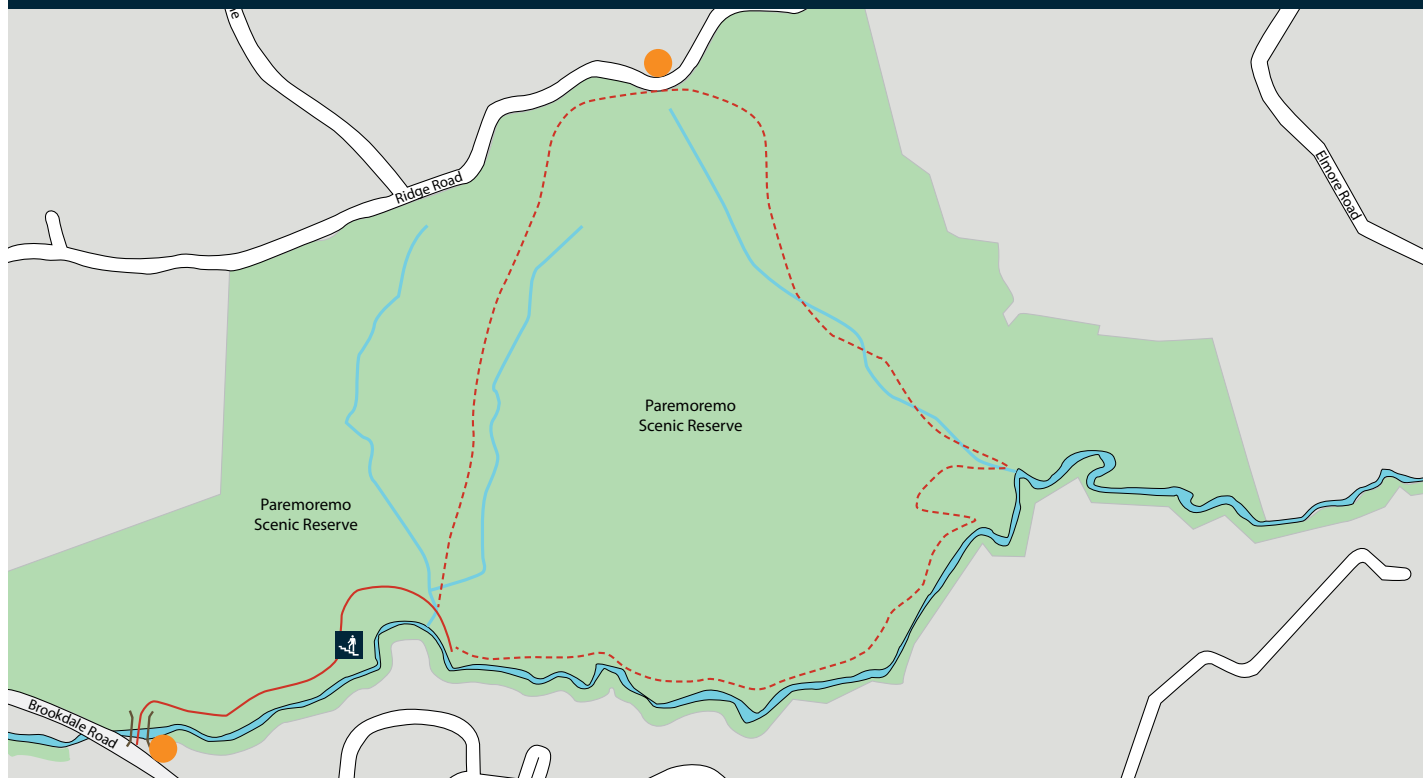 Ridge Road
Elmore Road
Paremoremo
Scenic Reserve
Paremoremo
Scenic Reserve
Brookdale Road